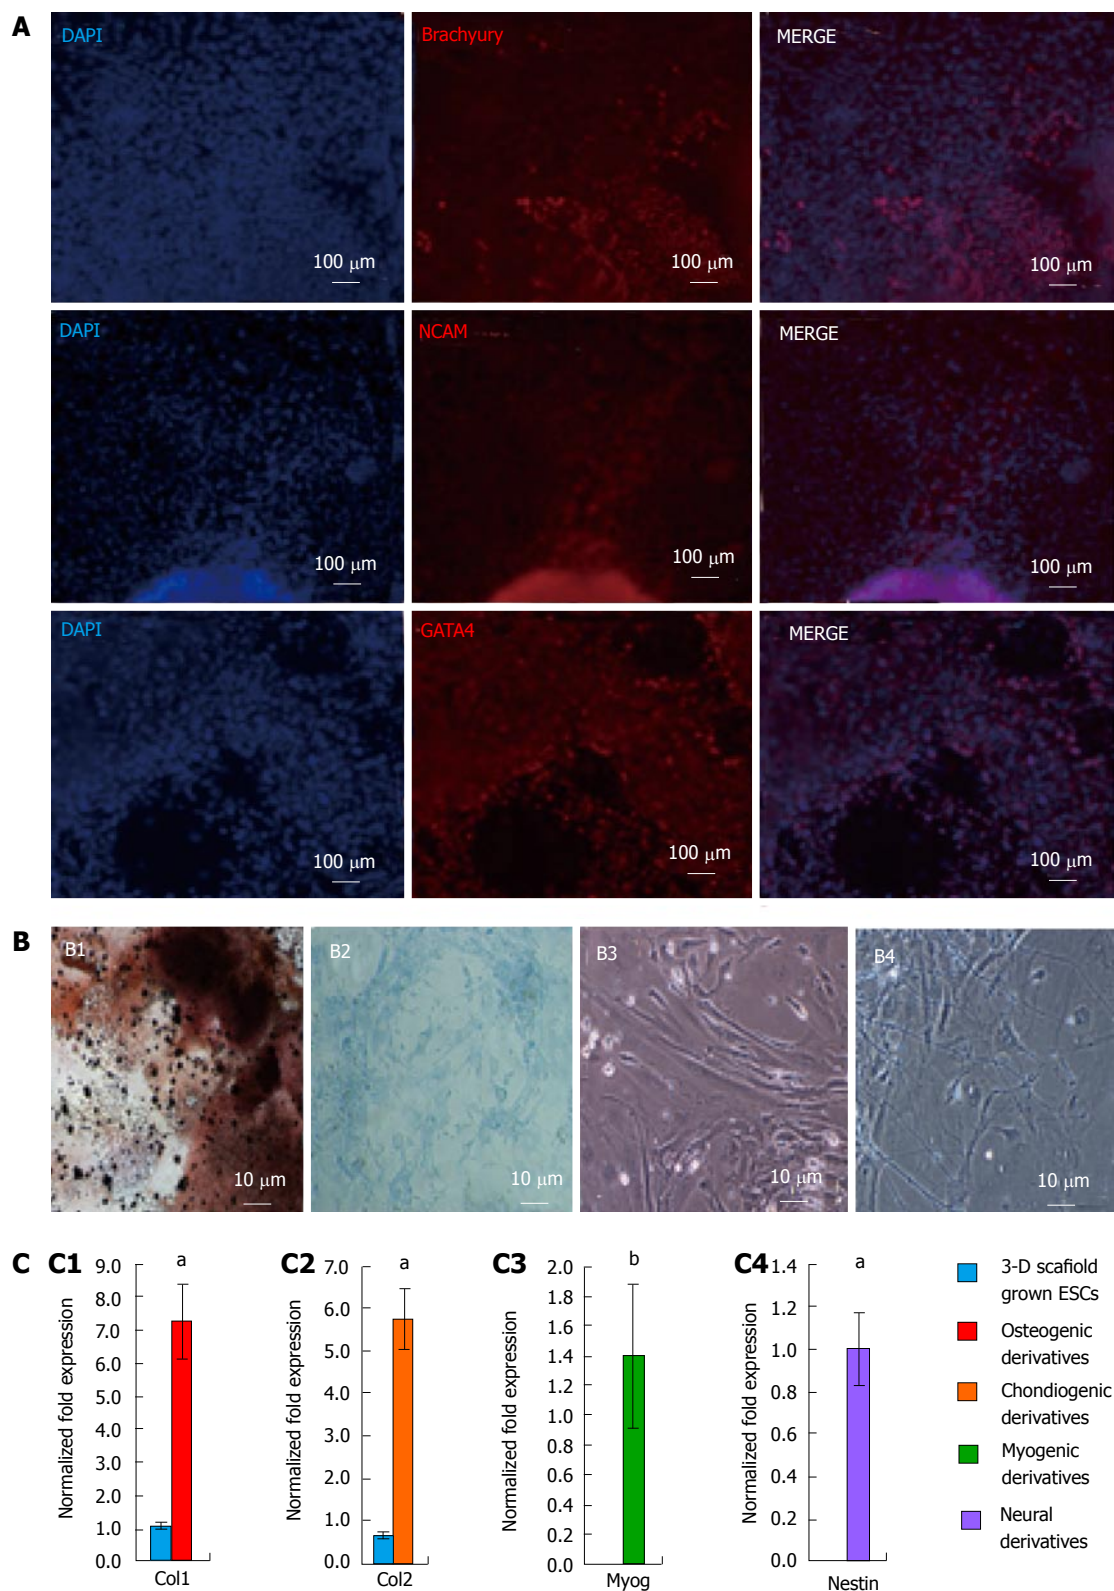 A
DAPI
Brachyury
MERGE
100 μm
100 μm
100 μm
DAPI
NCAM
MERGE
100 μm
100 μm
100 μm
DAPI
GATA4
MERGE
100 μm
100 μm
100 μm
B
B1
B2
B3
B4
10 μm
10 μm
10 μm
10 μm
C
C1
Normalized fold expression
9.0
8.0
7.0
6.0
5.0
4.0
3.0
2.0
1.0
0.0
a
Col1
C2
Normalized fold expression
7.0
6.0
5.0
4.0
3.0
2.0
1.0
0.0
a
Col2
C3
Normalized fold expression
2.0
1.8
1.6
1.4
1.2
1.0
0.8
0.6
0.4
0.2
0.0
b
Myog
C4
Normalized fold expression
1.4
1.2
1.0
0.8
0.6
0.4
0.2
0.0
a
Nestin
3-D scafiold
grown ESCs
Osteogenic
derivatives
Chondiogenic
derivatives
Myogenic
derivatives
Neural
derivatives